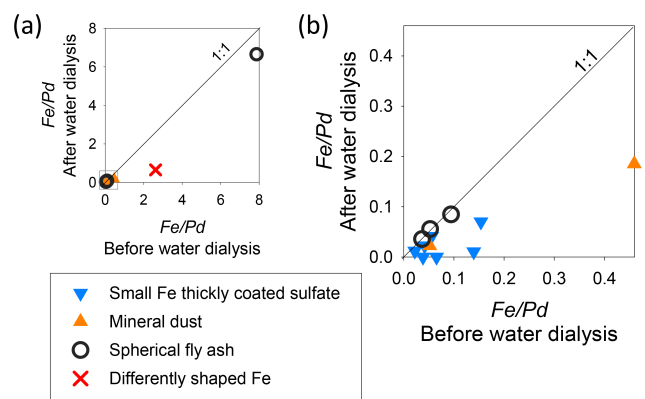 (a)
8
6
4
2
0
Fe/Pd
After water dialysis
1:1
0 2 4 6 8
Fe/Pd
Before water dialysis
(b)
0.4
0.3
0.2
0.1
0.0
Fe/Pd
After water dialysis
1:1
0.0 0.1 0.2 0.3 0.4
Fe/Pd
Before water dialysis
Small Fe thickly coated sulfate
Mineral dust
Spherical fly ash
Differently shaped Fe